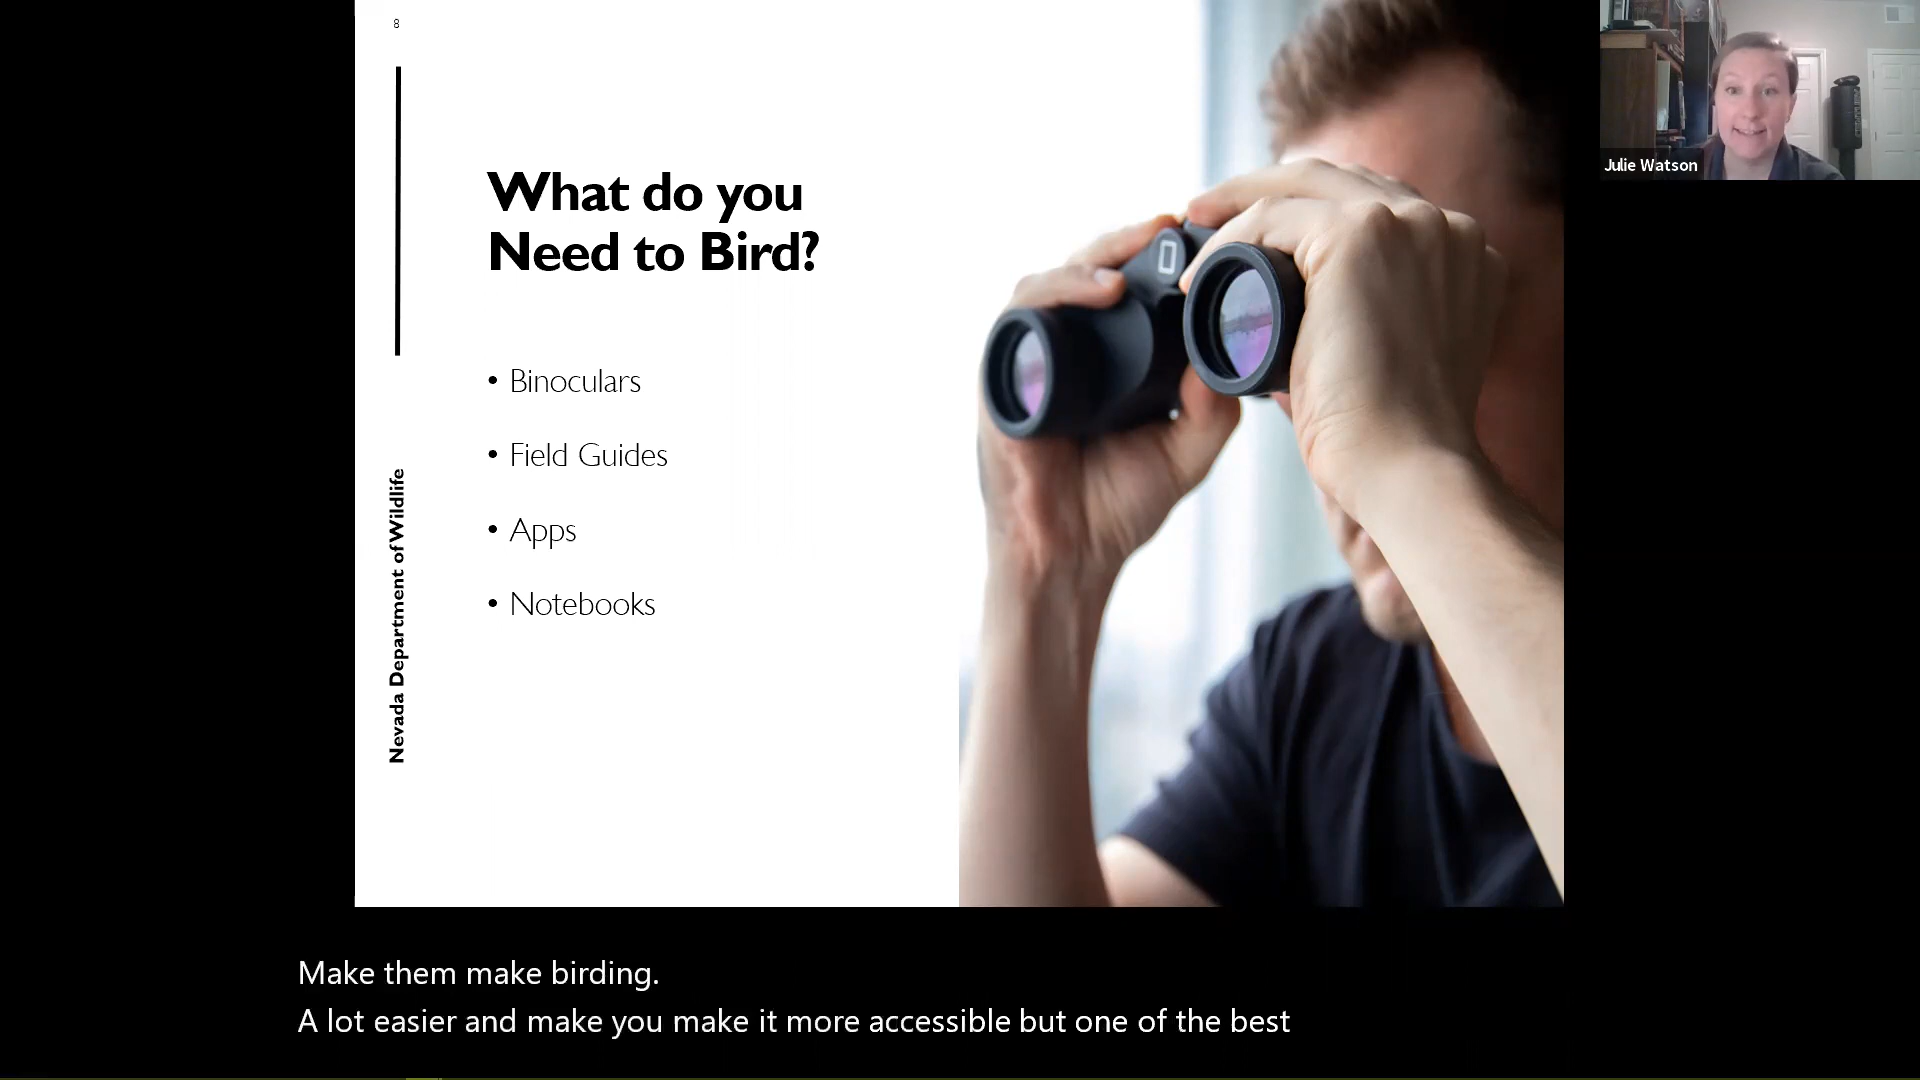 8
What do you
Need to Bird?
• Binoculars
• Field Guides
• Apps
• Notebooks
Nevada Department of Wildlife
Julie Watson
Make them make birding.
A lot easier and make you make it more accessible but one of the best